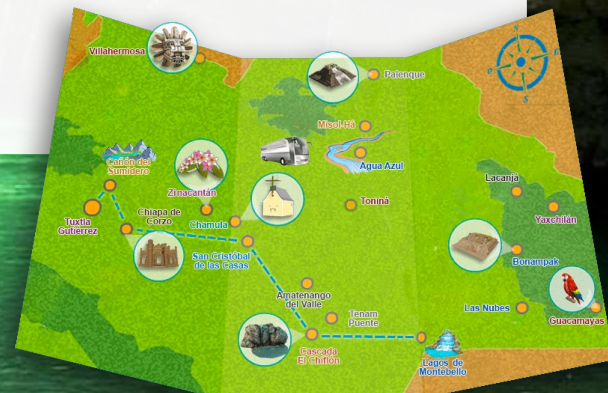 Villahermosa
Palenque
Misol-Há
Agua Azul
Cañón del
Sumidero
Zinacantán
Lacanjá
Toniná
Yaxchilán
Tuxtla
Gutiérrez
Chiapa de
Corzo
Chamula
San Cristóbal
de las Casas
Bonampak
Amatenango
del Valle
Las Nubes
Guacamayas
Tenam
Puente
Cascada
El Chiflón
Lagos de
Montebello